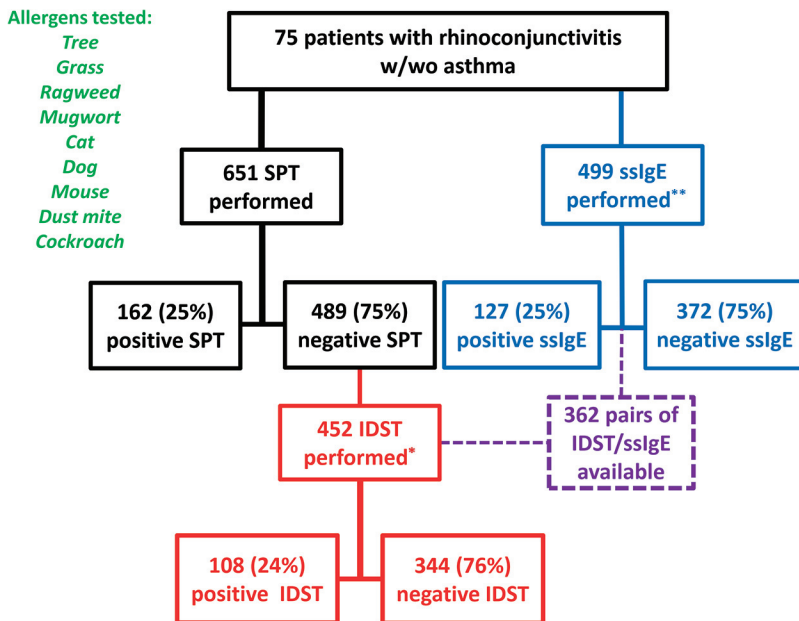 Allergens tested:
Tree
Grass
Ragweed
Mugwort
Cat
Dog
Mouse
Dust mite
Cockroach
75 patients with rhinoconjunctivitis
w/wo asthma
651 SPT
performed
499 ssIgE
performed**
162 (25%)
positive SPT
489 (75%)
negative SPT
127 (25%)
positive ssIgE
372 (75%)
negative ssIgE
452 IDST
performed*
362 pairs of
IDST/ssIgE
available
108 (24%)
positive IDST
344 (76%)
negative IDST